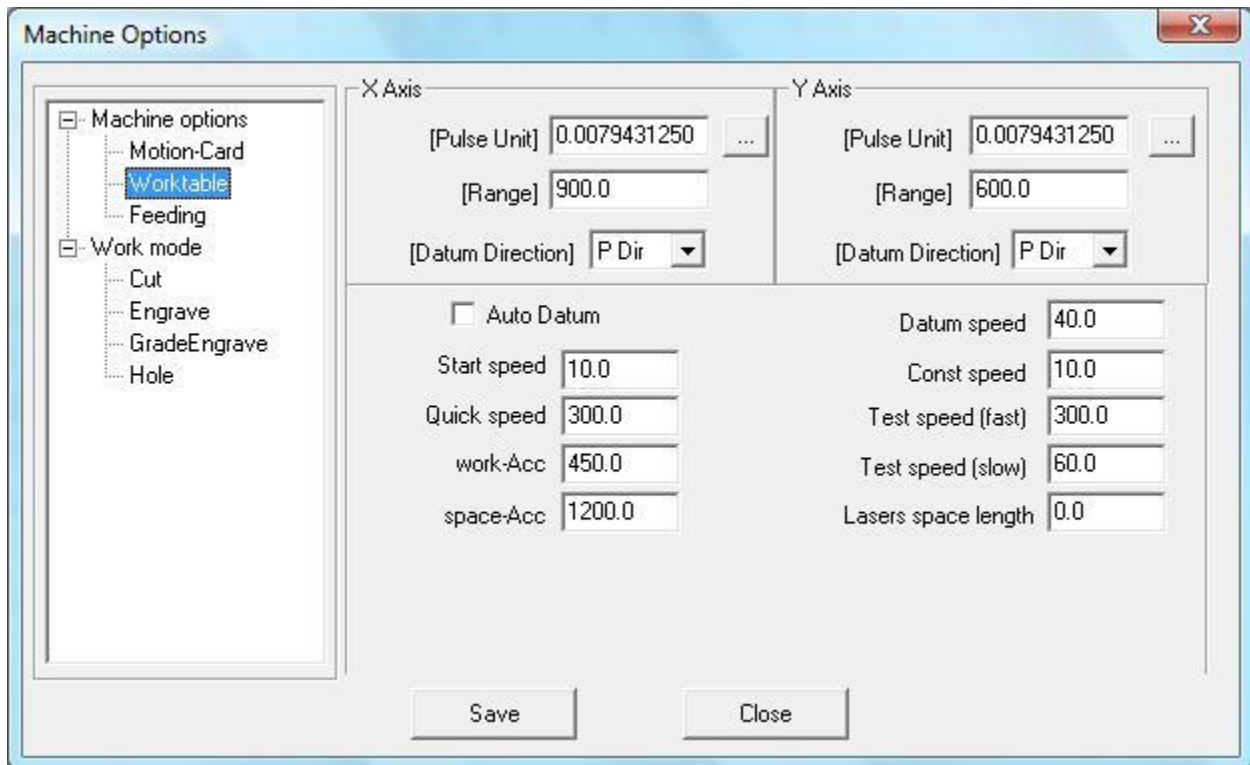 Machine Options
X
Machine options
Motion-Card
Worktable
Feeding
Work mode
Cut
Engrave
GradeEngrave
Hole
X Axis
[Pulse Unit] 0.0079431250 ...
[Range] 900.0
[Datum Direction] P Dir
Y Axis
[Pulse Unit] 0.0079431250 ...
[Range] 600.0
[Datum Direction] P Dir
Auto Datum
Start speed 10.0
Quick speed 300.0
work-Acc 450.0
space-Acc 1200.0
Datum speed 40.0
Const speed 10.0
Test speed (fast) 300.0
Test speed (slow) 60.0
Lasers space length 0.0
Save
Close